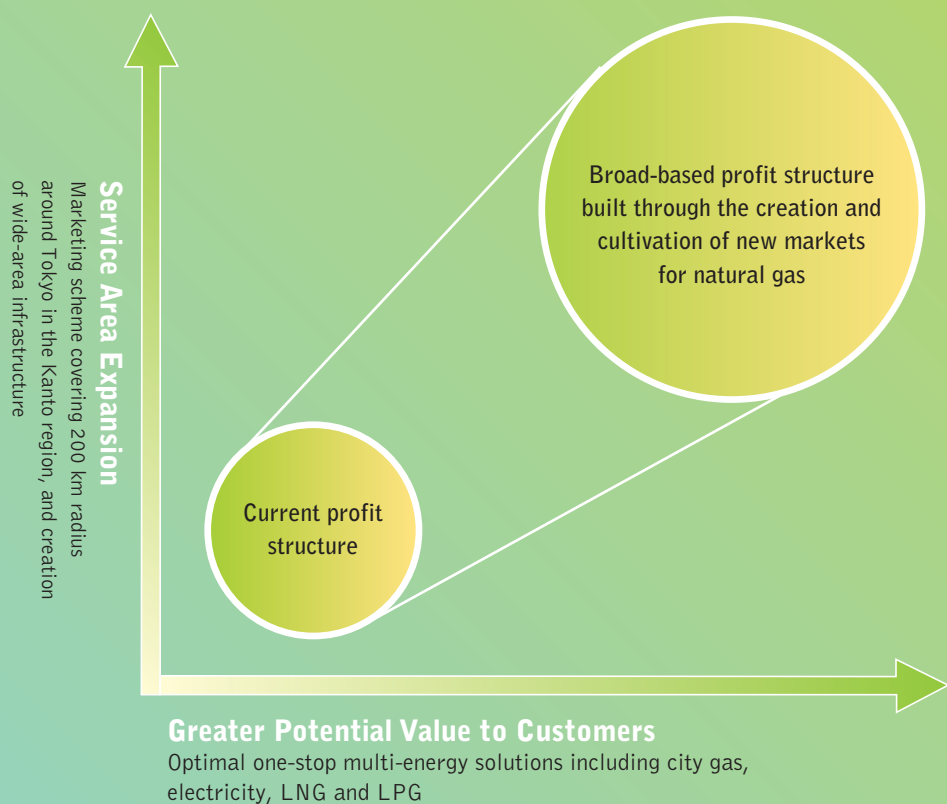 Service Area Expansion
Marketing scheme covering 200 km radius
around Tokyo in the Kanto region, and creation
of wide-area infrastructure
Broad-based profit structure
built through the creation and
cultivation of new markets
for natural gas
Current profit
structure
Greater Potential Value to Customers
Optimal one-stop multi-energy solutions including city gas,
electricity, LNG and LPG